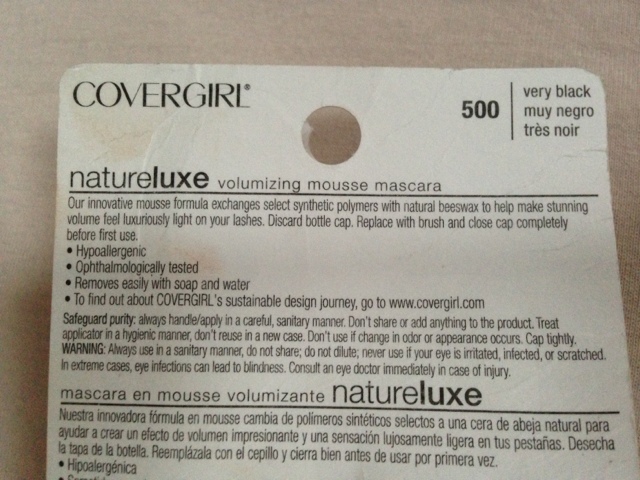 COVERGIRL®
500
very black
muy negro
très noir
natureluxe volumizing mousse mascara
Our innovative mousse formula exchanges select synthetic polymers with natural beeswax to help make stunning
volume feel luxuriously light on your lashes. Discard bottle cap. Replace with brush and close cap completely
before first use.
• Hypoallergenic
• Ophthalmologically tested
• Removes easily with soap and water
• To find out about COVERGIRL's sustainable design journey, go to www.covergirl.com
Safeguard purity: always handle/apply in a careful, sanitary manner. Don't share or add anything to the product. Treat
applicator in a hygienic manner, don't reuse in a new case. Don't use if change in odor or appearance occurs. Cap tightly.
WARNING: Always use in a sanitary manner, do not share; do not dilute; never use if your eye is irritated, infected, or scratched.
In extreme cases, eye infections can lead to blindness. Consult an eye doctor immediately in case of injury.
mascara en mousse volumizante natureluxe
Nuestra innovadora fórmula en mousse cambia de polímeros sintéticos selectos a una cera de abeja natural para
ayudar a crear un efecto de volumen impresionante y una sensación lujosamente ligera en tus pestañas. Desecha
la tapa de la botella. Reemplázala con el cepillo y cierra bien antes de usar por primera vez.
• Hipoalergénica